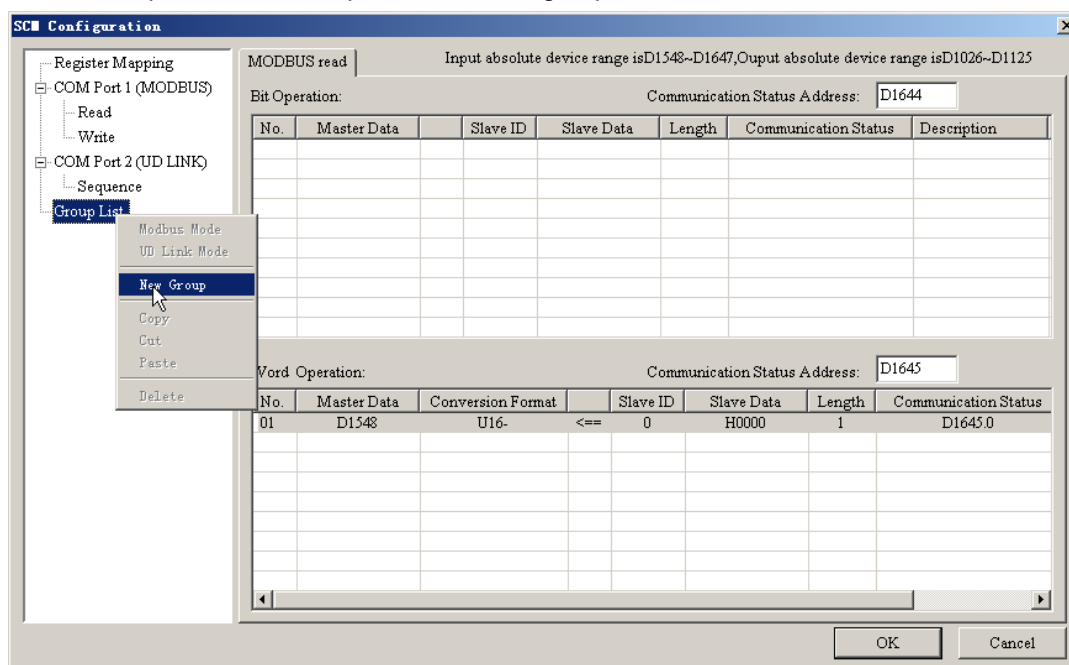 SCM Configuration
Register Mapping
COM Port 1 (MODBUS)
Read
Write
COM Port 2 (UD LINK)
Sequence
Group List
Modbus Mode
UD Link Mode
New Group
Copy
Cut
Paste
Delete
MODBUS read Input absolute device range isD1548~D1647,Ouput absolute device range isD1026~D1125
Bit Operation: Communication Status Address: D1644
No. Master Data Slave ID Slave Data Length Communication Status Description
Word Operation: Communication Status Address: D1645
No. Master Data Conversion Format Slave ID Slave Data Length Communication Status
01 D1548 U16- <== 0 H0000 1 D1645.0
OK Cancel